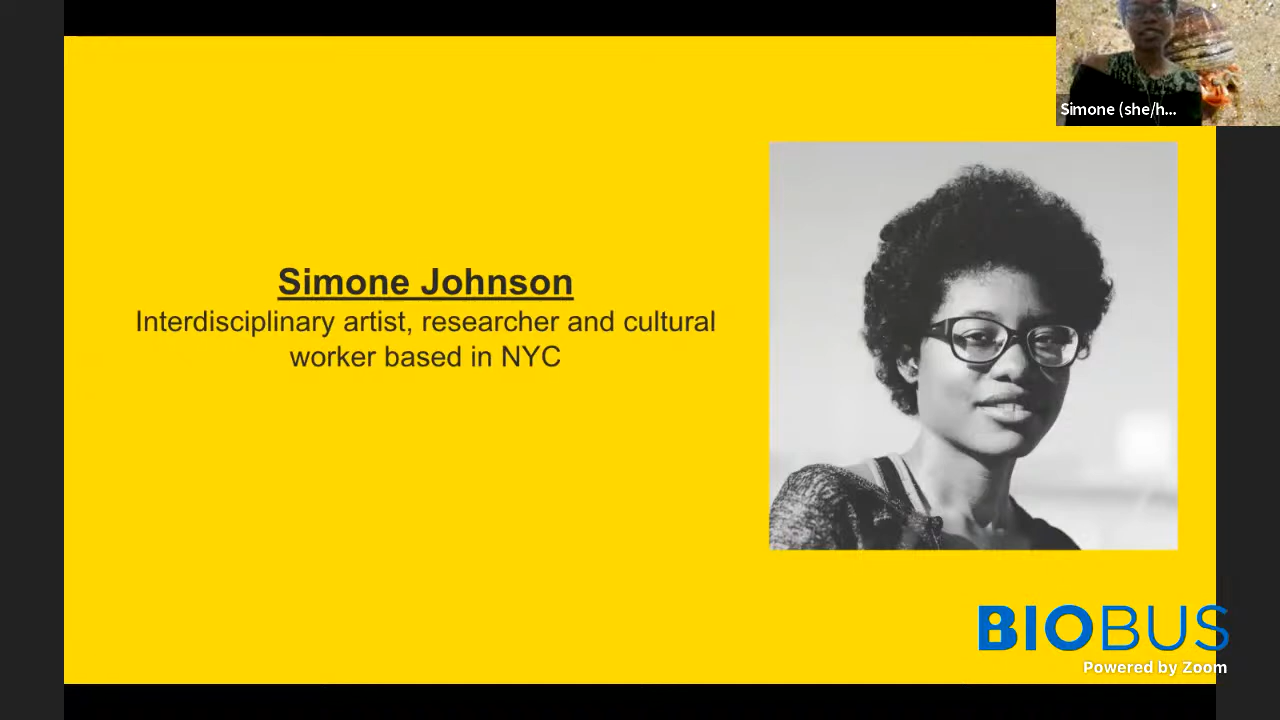 Simone (she/h...
Simone Johnson
Interdisciplinary artist, researcher and cultural
worker based in NYC
BIOBUS
Powered by Zoom